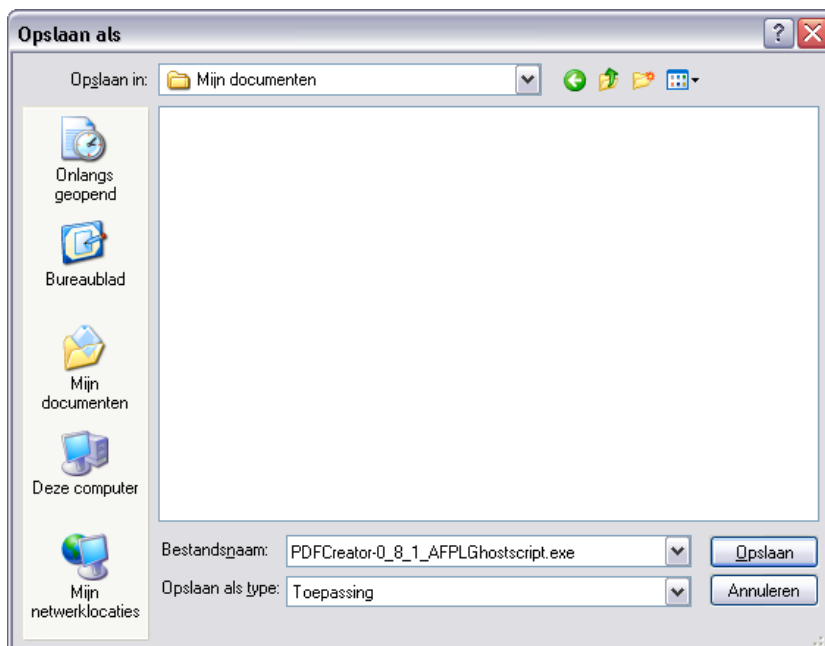 Opslaan als
Opslaan in:
Mijn documenten
Onlangs
geopend
Bureaublad
Mijn
documenten
Deze computer
Mijn
netwerklocaties
Bestandsnaam:
PDFCreator-0_8_1_AFPLGhostscript.exe
Opslaan
Opslaan als type:
Toepassing
Annuleren